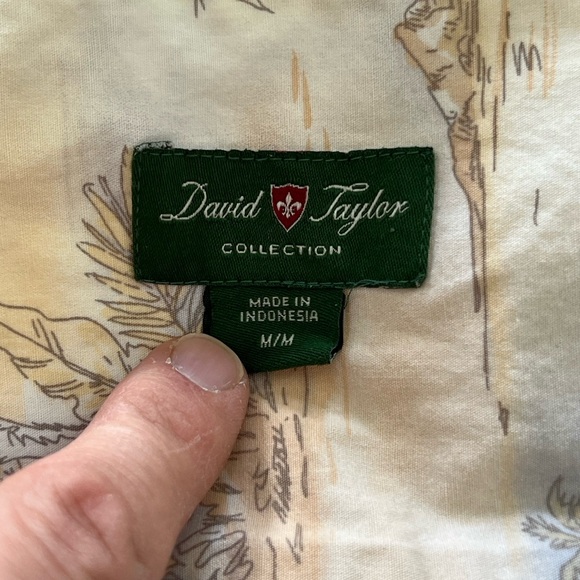 David Taylor
COLLECTION
MADE IN
INDONESIA
M/M